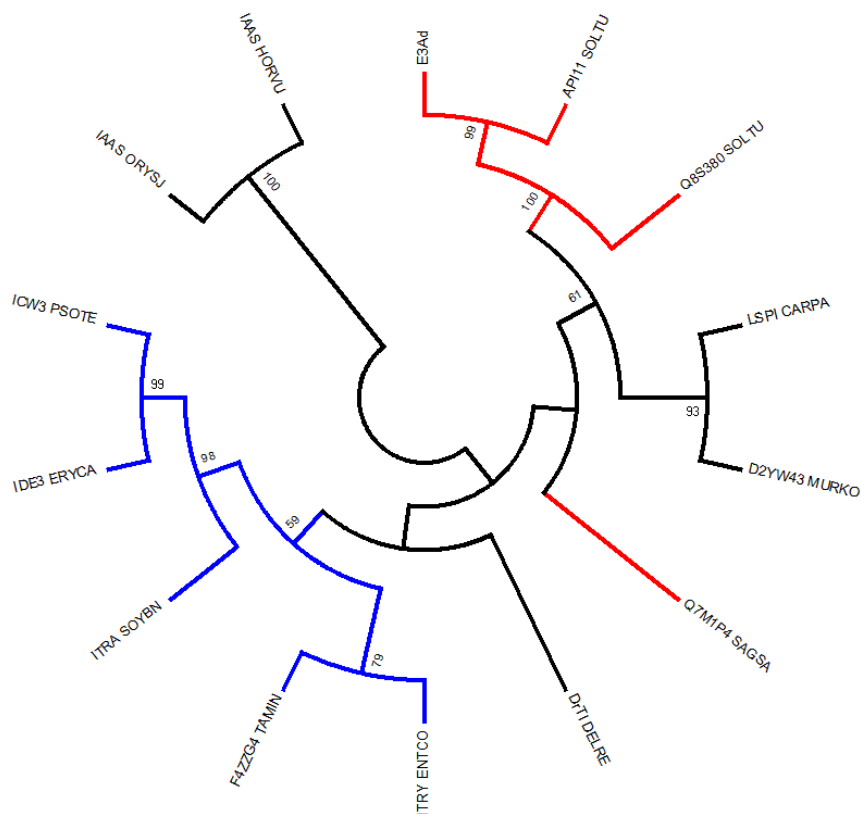 E3Ad
API11 SOLTU
Q8S380 SOLTU
LSPI CARPA
D2YW43 MURKO
Q7M1P4 SAGSA
DrTI DELRE
ITRY ENTCO
F4ZZG4 TAMIN
ITRA SOYBN
IDE3 ERYCA
ICW3 PSOTE
IAAS ORYSJ
IAAS HORVU
99
100
61
93
79
59
98
99
100